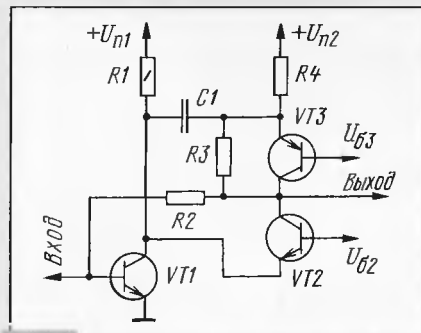 +Uп1
+Uп2
R1
R4
C1
VT3
R3
Uб3
Выход
R2
Вход
VT1
VT2
Uб2